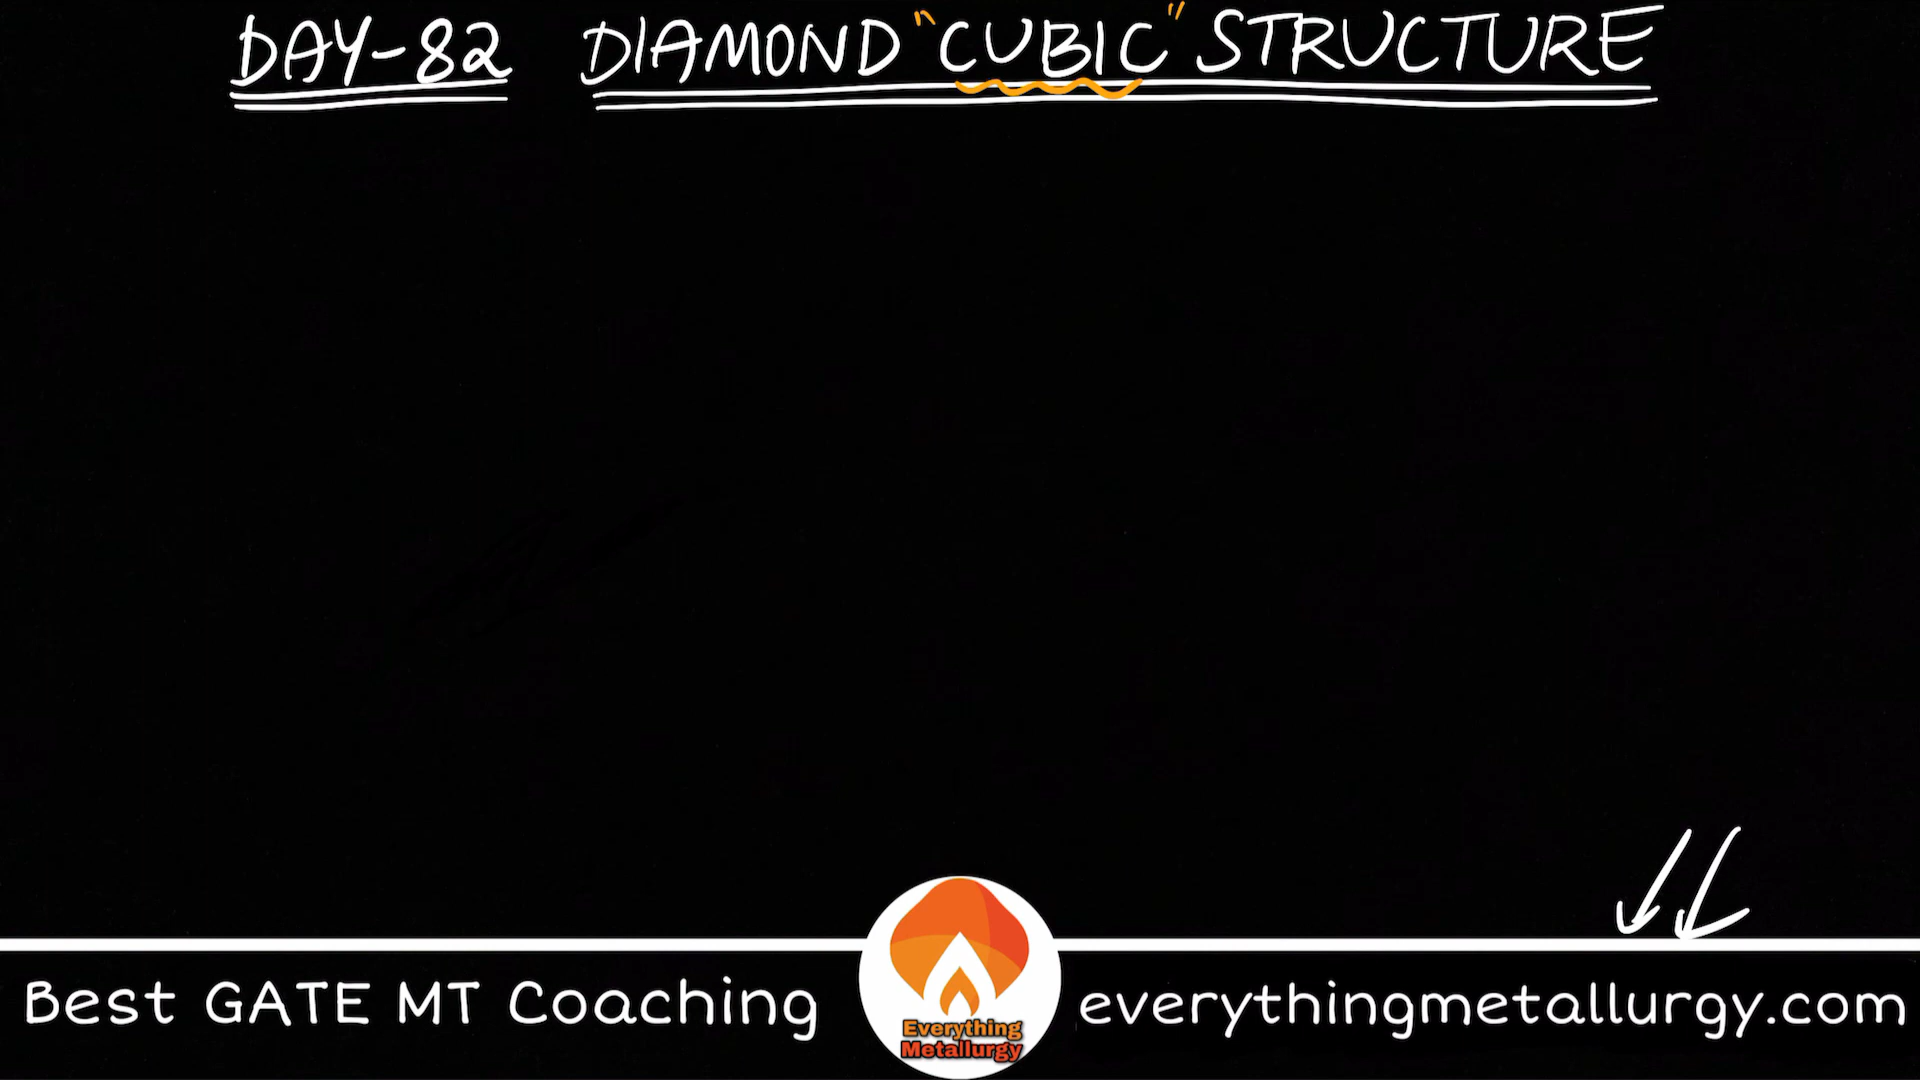 DAY-82 DIAMOND "CUBIC" STRUCTURE
Best GATE MT Coaching
Everything
Metallurgy
everythingmetallurgy.com